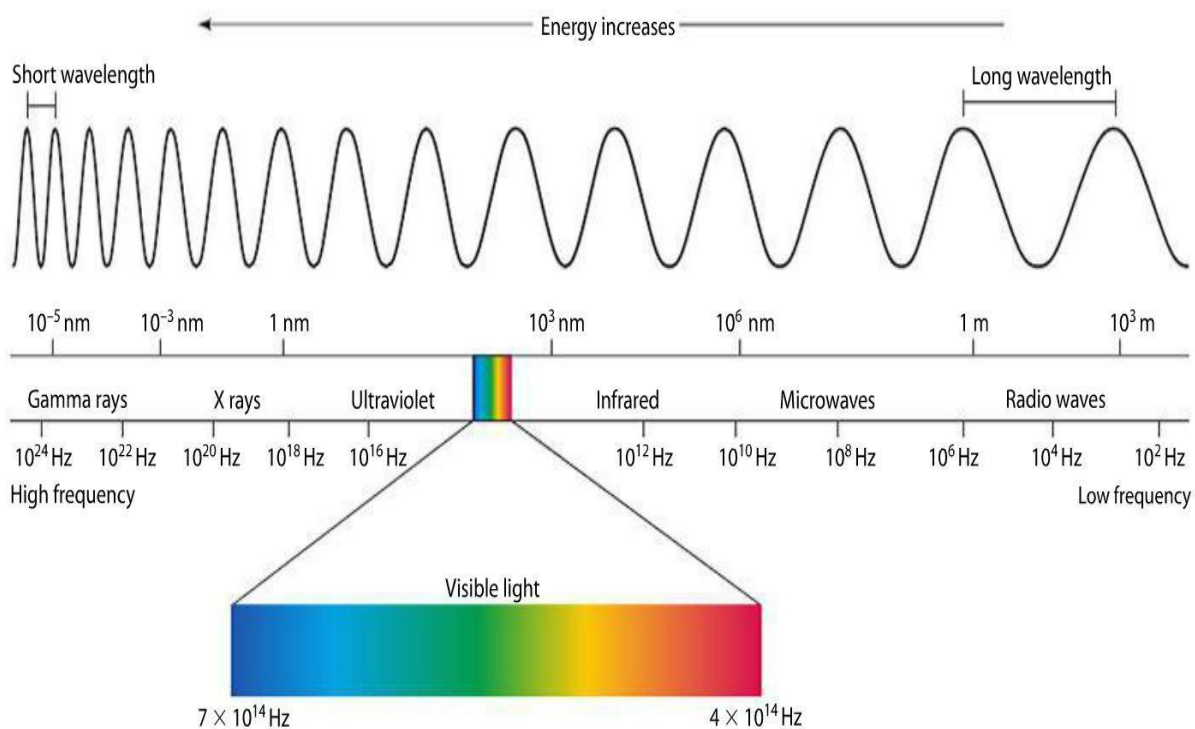 Energy increases
Short wavelength
Long wavelength
10⁻⁵ nm 10⁻³ nm 1 nm 10³ nm 10⁶ nm 1 m 10³ m
Gamma rays X rays Ultraviolet Infrared Microwaves Radio waves
10²⁴ Hz 10²² Hz 10²⁰ Hz 10¹⁸ Hz 10¹⁶ Hz 10¹² Hz 10¹⁰ Hz 10⁸ Hz 10⁶ Hz 10⁴ Hz 10² Hz
High frequency Low frequency
Visible light
7 × 10¹⁴ Hz 4 × 10¹⁴ Hz